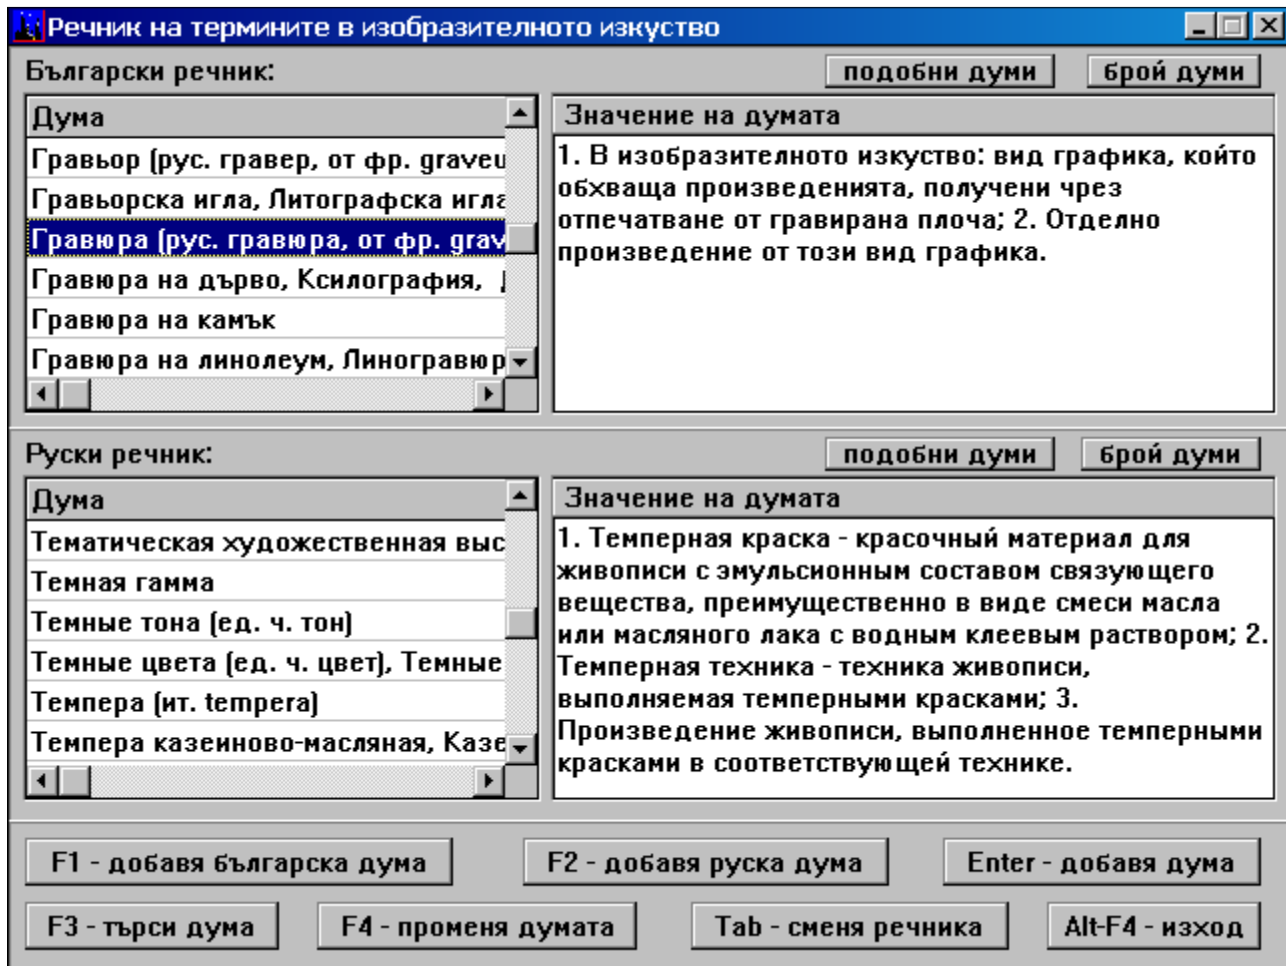 Речник на термините в изобразителното изкуство
Български речник:
подобни думи
брой думи
Дума
Гравьор (рус. гравер, от фр. graveu
Гравьорска игла, Литографска игла
Гравюра (рус. гравюра, от фр. grav
Гравюра на дърво, Ксилография,
Гравюра на камък
Гравюра на линолеум, Линогравюр
Значение на думата
1. В изобразителното изкуство: вид графика, който
обхваща произведенията, получени чрез
отпечатване от гравирана плоча; 2. Отделно
произведение от този вид графика.
Руски речник:
подобни думи
брой думи
Дума
Тематическая художественная выс
Темная гамма
Темные тона (ед. ч. тон)
Темные цвета (ед. ч. цвет), Темные
Темпера (ит. tempera)
Темпера казеиново-масляная, Казе
Значение на думата
1. Темперная краска - красочный материал для
живописи с эмульсионным составом связующего
вещества, преимущественно в виде смеси масла
или масляного лака с водным клеевым раствором; 2.
Темперная техника - техника живописи,
выполняемая темперными красками; 3.
Произведение живописи, выполненное темперными
красками в соответствующей технике.
F1 - добавя българска дума
F2 - добавя руска дума
Enter - добавя дума
F3 - търси дума
F4 - променя думата
Tab - сменя речника
Alt-F4 - изход